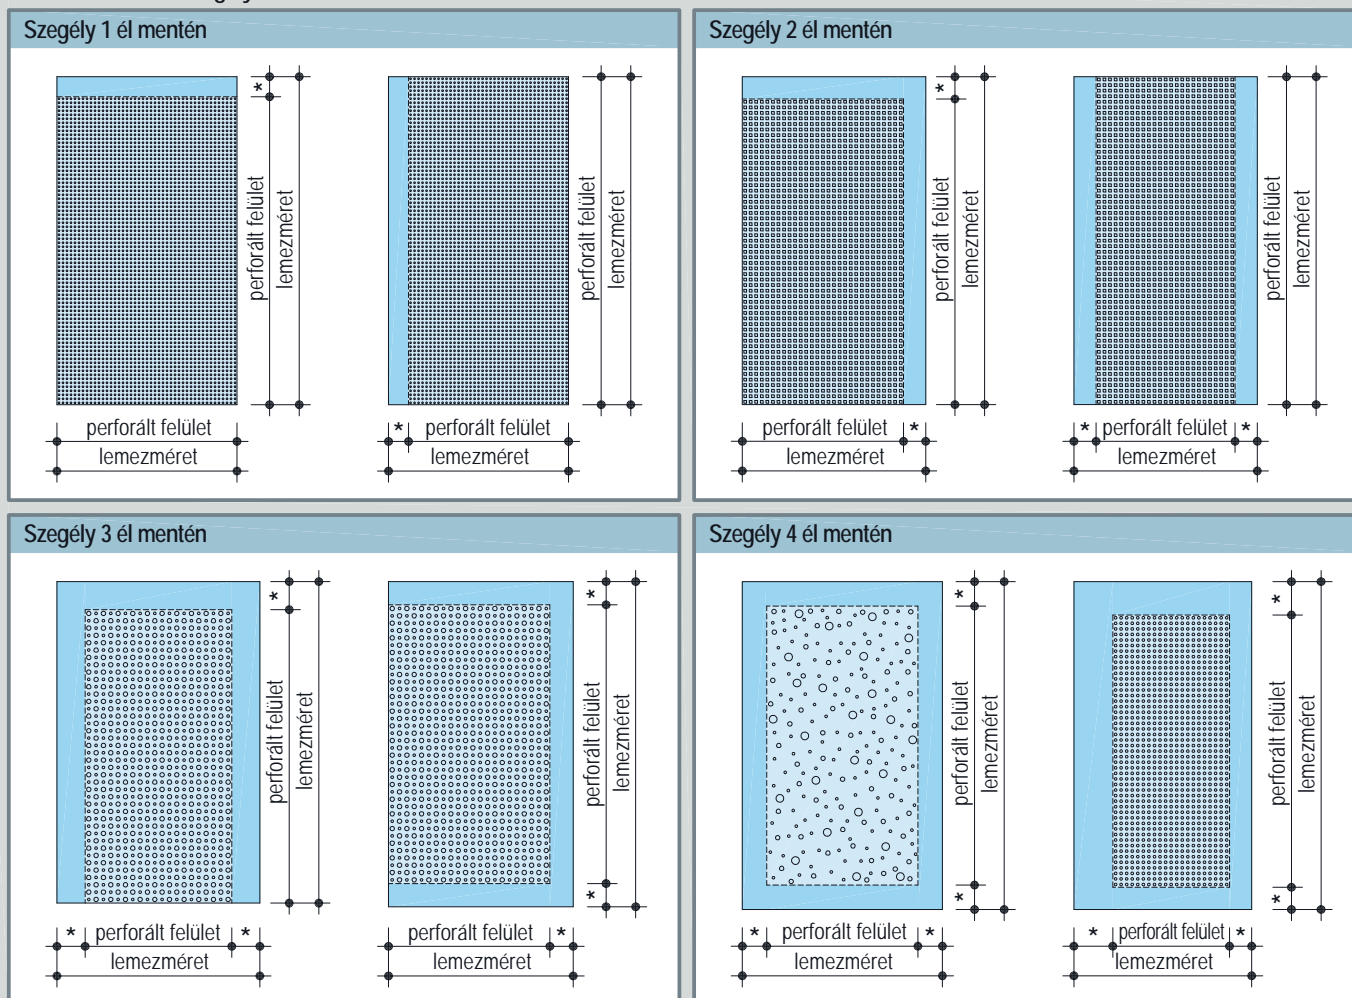 Szegély 1 él mentén
*
perforált felület
lemezméret
perforált felület
lemezméret
perforált felület
lemezméret
* perforált felület
lemezméret
Szegély 2 él mentén
*
perforált felület
lemezméret
perforált felület
lemezméret
perforált felület *
lemezméret
* perforált felület *
lemezméret
Szegély 3 él mentén
*
perforált felület
lemezméret
*
perforált felület
lemezméret
*
* perforált felület *
lemezméret
perforált felület *
lemezméret
Szegély 4 él mentén
*
perforált felület
lemezméret
*
*
perforált felület
lemezméret
*
* perforált felület *
lemezméret
* perforált felület *
lemezméret